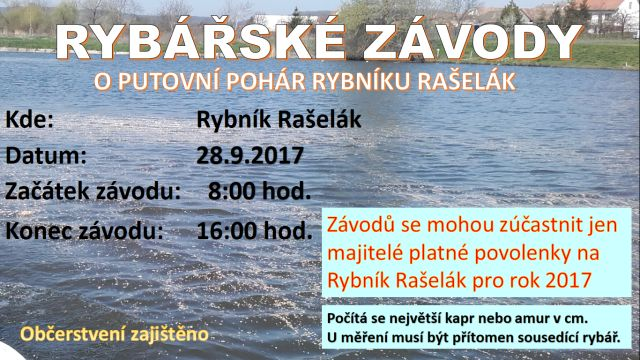 RYBÁŘSKÉ ZÁVODY
O PUTOVNÍ POHÁR RYBNÍKU RAŠELÁK
Kde: Rybník Rašelák
Datum: 28.9.2017
Začátek závodu: 8:00 hod.
Konec závodu: 16:00 hod.
Závodů se mohou zúčastnit jen
majitelé platné povolenky na
Rybník Rašelák pro rok 2017
Počítá se největší kapr nebo amur v cm.
U měření musí být přítomen sousedící rybář.
Občerstvení zajištěno